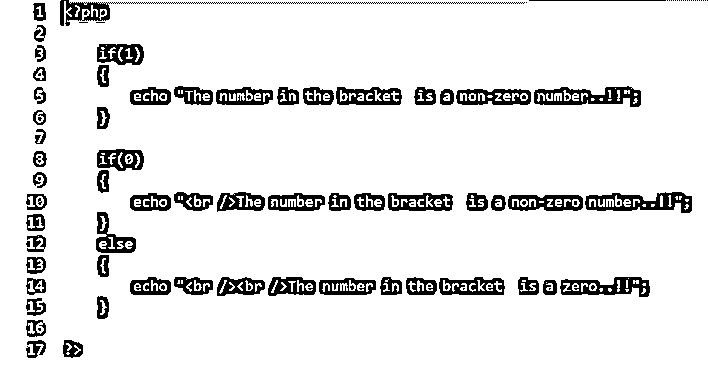 1 <?php
2
3 if(1)
4 {
5 echo "The number in the bracket  is a non-zero number..!!";
6 }
7
8 if(0)
9 {
10 echo "<br />The number in the bracket  is a non-zero number..!!";
11 }
12 else
13 {
14 echo "<br /><br />The number in the bracket  is a zero..!!";
15 }
16
17 ?>